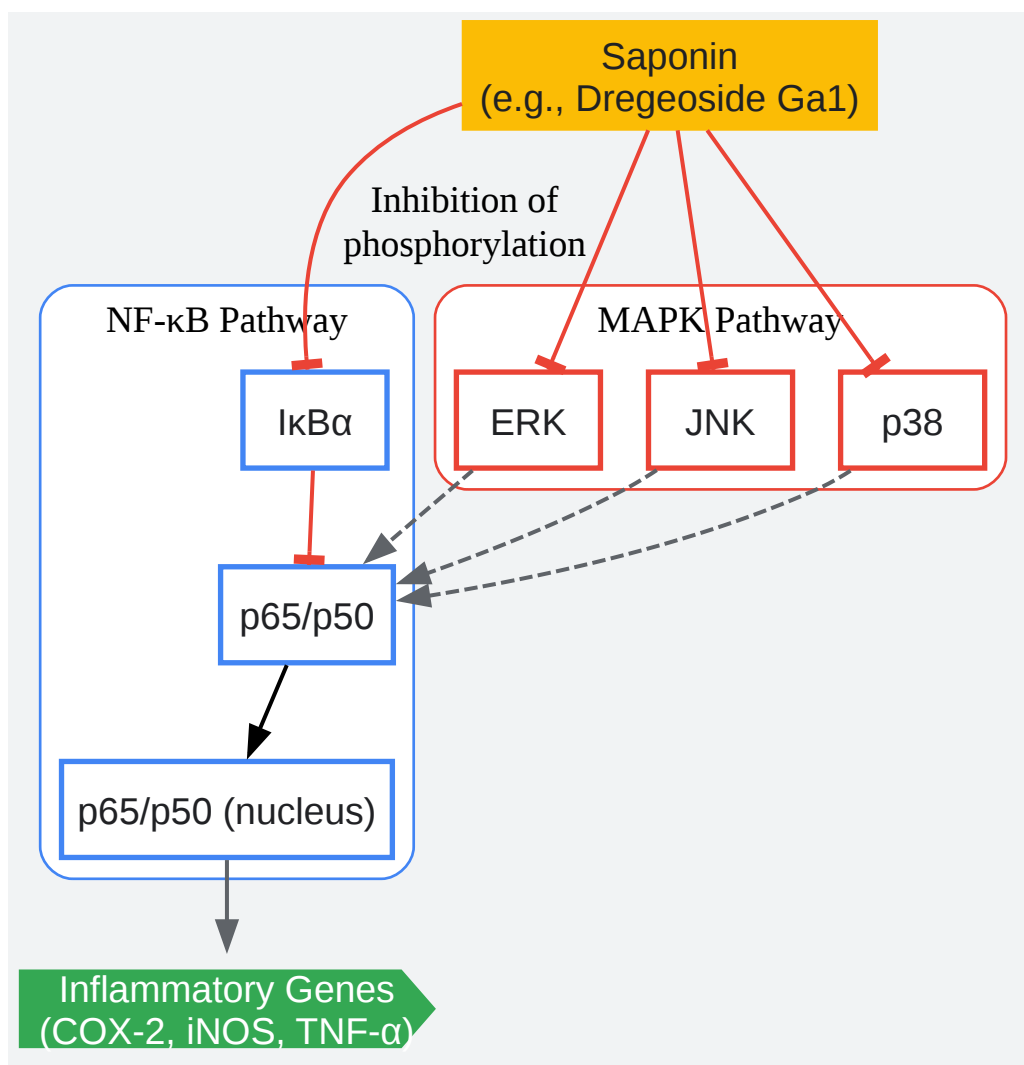 Saponin
(e.g., Dregeoside Ga1)
Inhibition of
phosphorylation
NF-κB Pathway
MAPK Pathway
IκBα
ERK
JNK
p38
p65/p50
p65/p50 (nucleus)
Inflammatory Genes
(COX-2, iNOS, TNF-α)